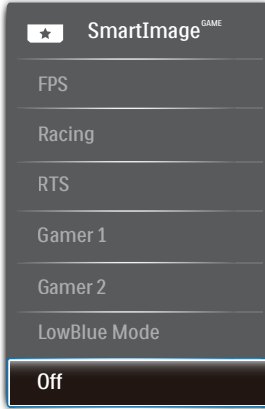 SmartImage GAME
FPS
Racing
RTS
Gamer 1
Gamer 2
LowBlue Mode
Off